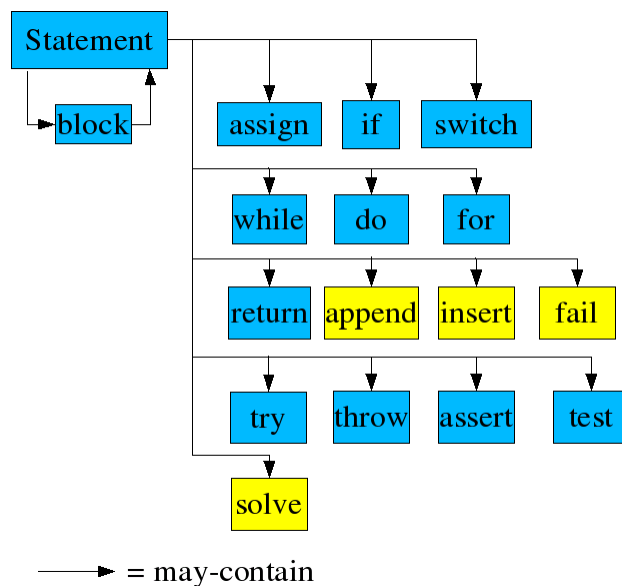 Statement
block
assign if switch
while do for
return append insert fail
try throw assert test
solve
= may-contain